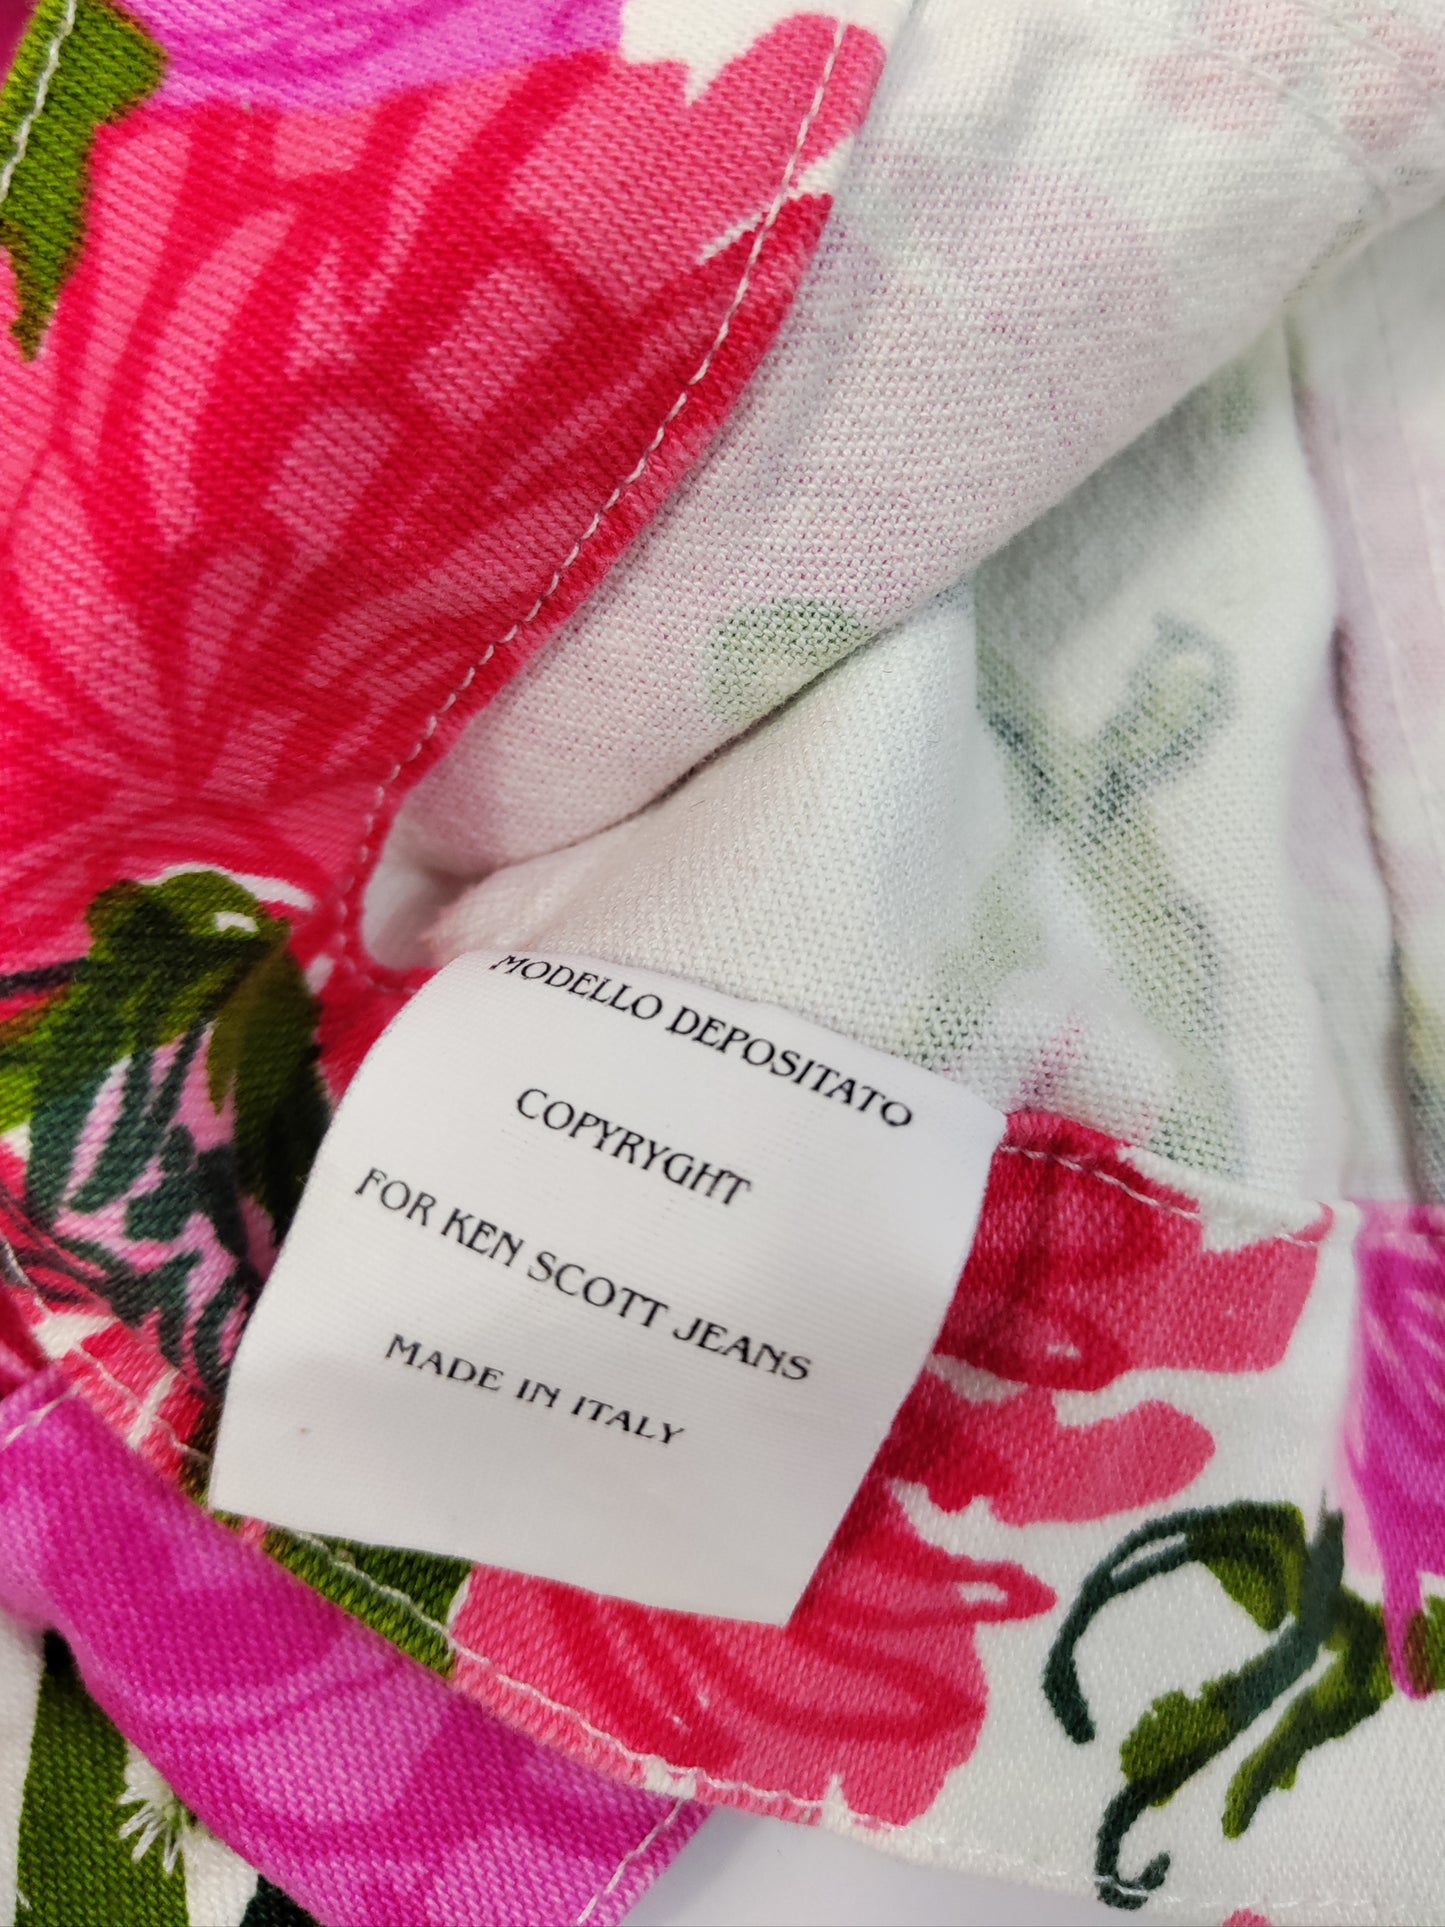 MODELLO DEPOSITATO
COPYRYGHT
FOR KEN SCOTT JEANS
MADE IN ITALY